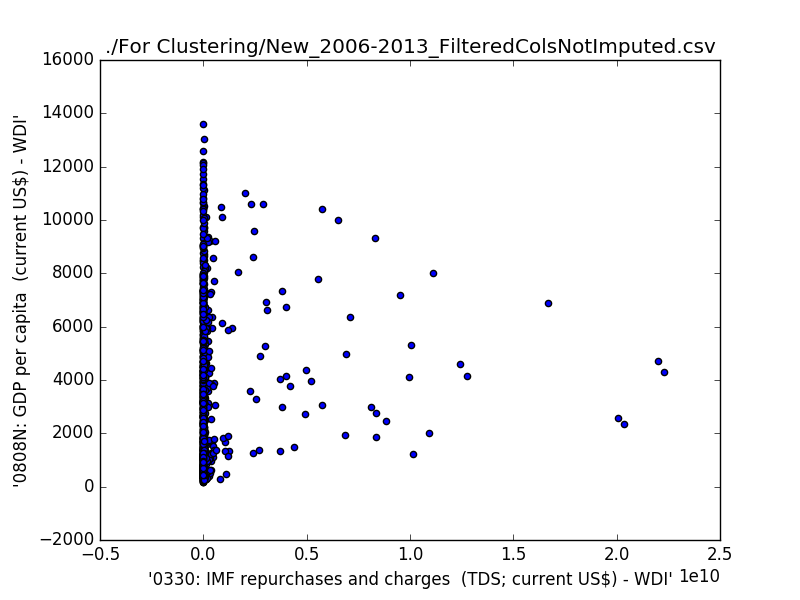 ./For Clustering/New_2006-2013_FilteredColsNotImputed.csv
16000
14000
12000
10000
8000
6000
4000
2000
0
−2000
'0808N: GDP per capita  (current US$) - WDI'
−0.5 0.0 0.5 1.0 1.5 2.0 2.5
1e10
'0330: IMF repurchases and charges  (TDS; current US$) - WDI'